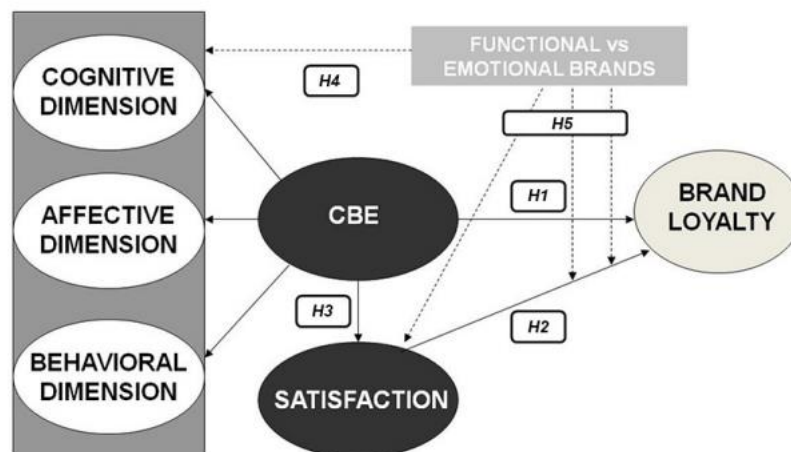 FUNCTIONAL vs
EMOTIONAL BRANDS
COGNITIVE
DIMENSION
H4
H5
AFFECTIVE
DIMENSION
CBE
H1
BRAND
LOYALTY
H3
H2
BEHAVIORAL
DIMENSION
SATISFACTION